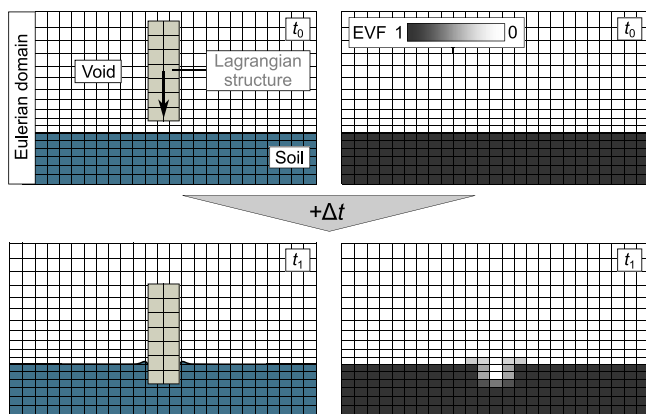 Eulerian domain
Void
Lagrangian
structure
t0
Soil
EVF 1 0
t0
+Δt
t1
t1